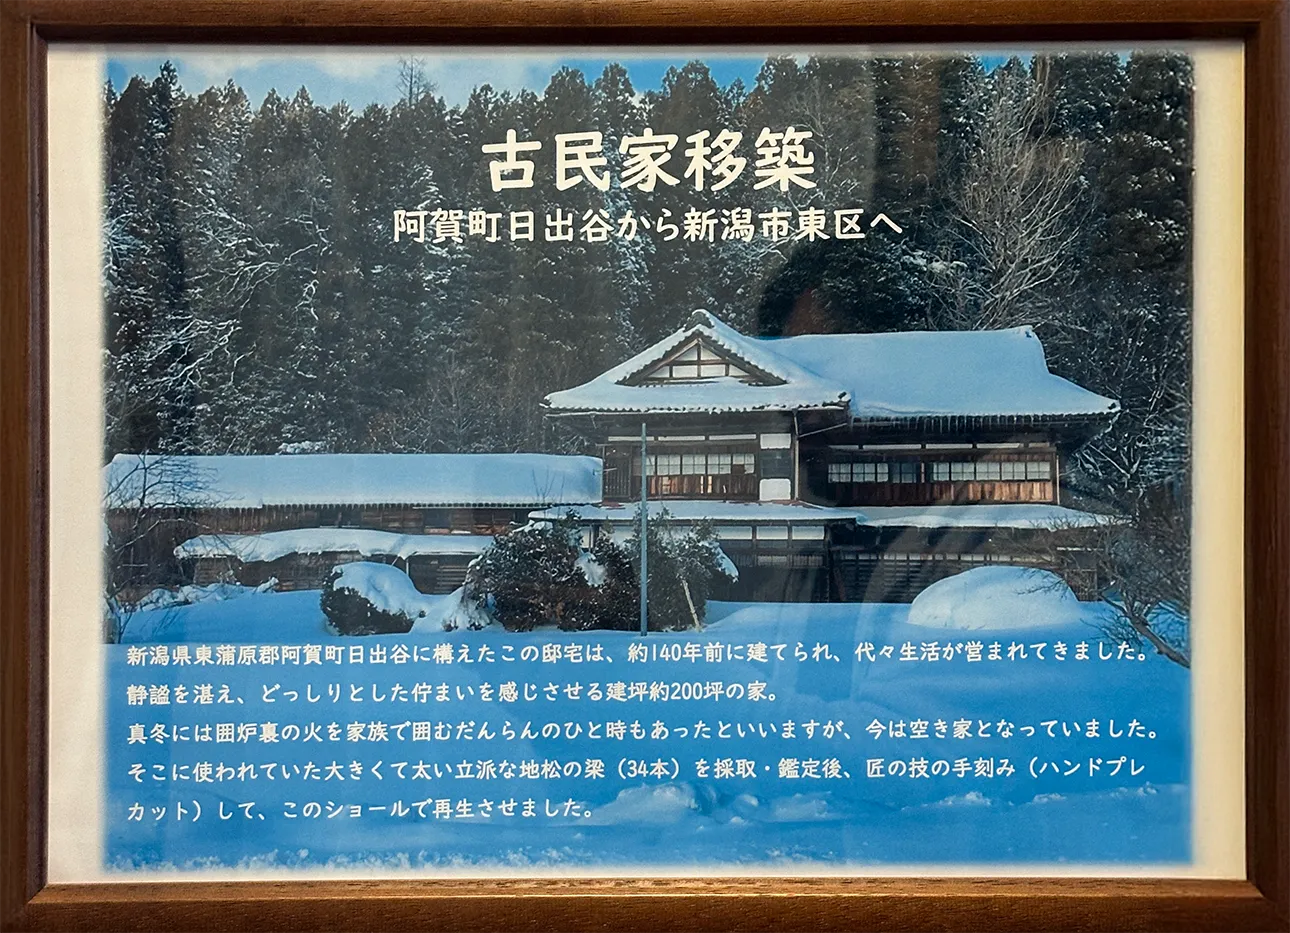 古民家移築
阿賀町日出谷から新潟市東区へ
新潟県東蒲原郡阿賀町日出谷に構えたこの邸宅は、約140年前に建てられ、代々生活が営まれてきました。
静謐を湛え、どっしりとした佇まいを感じさせる建坪約200坪の家。
真冬には囲炉裏の火を家族で囲むだんらんのひと時もあったといいますが、今は空き家となっていました。
そこに使われていた大きくて太い立派な地松の梁（34本）を採取・鑑定後、匠の技の手刻み（ハンドプレ
カット）して、このショールで再生させました。